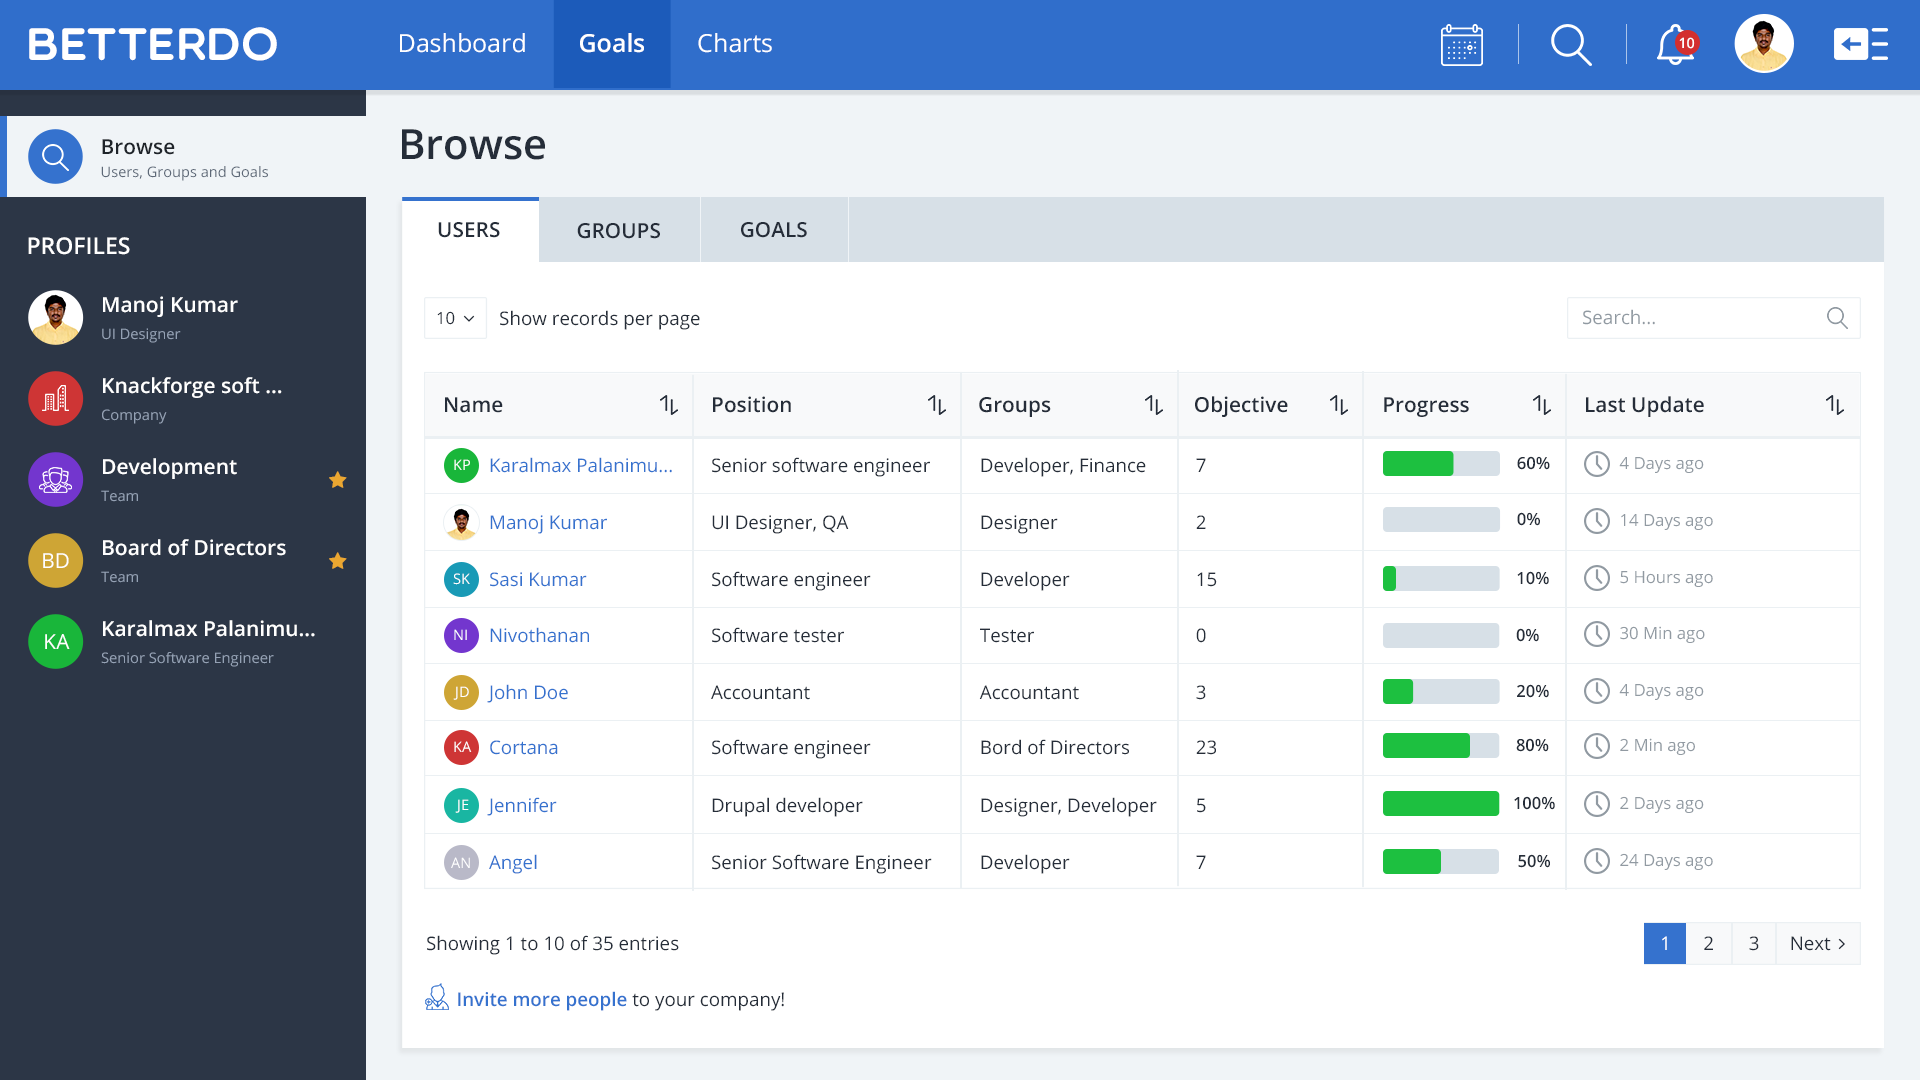 BETTERDO
Dashboard
Goals
Charts
10
Browse
Users, Groups and Goals
PROFILES
Manoj Kumar
UI Designer
Knackforge soft ...
Company
Development
Team
BD
Board of Directors
Team
KA
Karalmax Palanimu...
Senior Software Engineer
Browse
USERS
GROUPS
GOALS
10
Show records per page
Search...
Name Position Groups Objective Progress Last Update
KP Karalmax Palanimu... Senior software engineer Developer, Finance 7 60% 4 Days ago
Manoj Kumar UI Designer, QA Designer 2 0% 14 Days ago
SK Sasi Kumar Software engineer Developer 15 10% 5 Hours ago
NI Nivothanan Software tester Tester 0 0% 30 Min ago
JD John Doe Accountant Accountant 3 20% 4 Days ago
KA Cortana Software engineer Bord of Directors 23 80% 2 Min ago
JE Jennifer Drupal developer Designer, Developer 5 100% 2 Days ago
AN Angel Senior Software Engineer Developer 7 50% 24 Days ago
Showing 1 to 10 of 35 entries
1 2 3 Next >
Invite more people to your company!